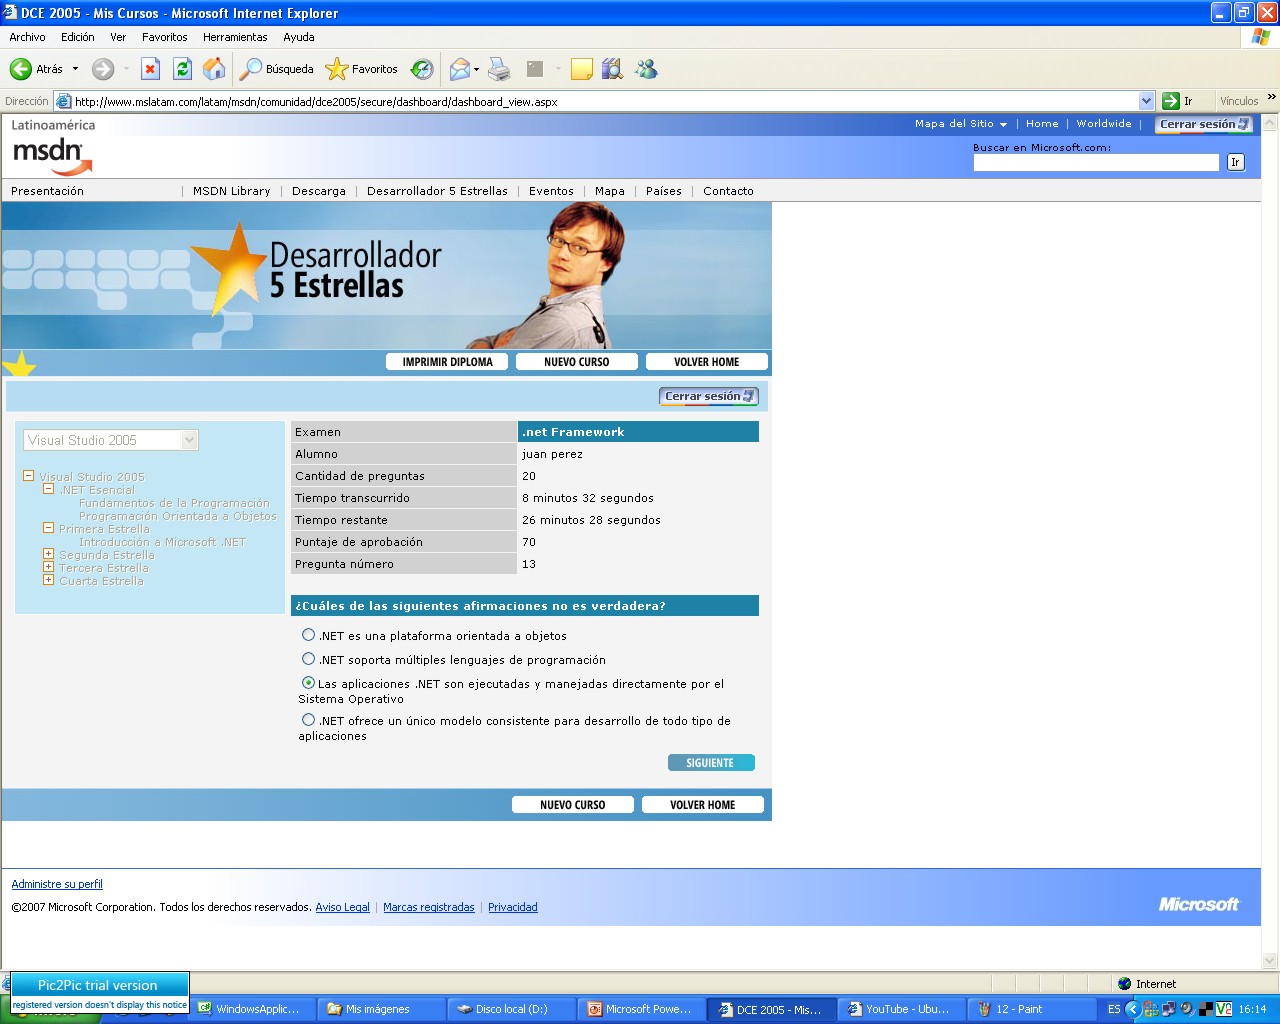 DCE 2005 - Mis Cursos - Microsoft Internet Explorer
Archivo Edición Ver Favoritos Herramientas Ayuda
Atrás Búsqueda Favoritos
Dirección http://www.mslatam.com/latam/msdn/comunidad/dce2005/secure/dashboard/dashboard_view.aspx Ir Vínculos »
Latinoamérica Mapa del Sitio | Home | Worldwide | Cerrar sesión
msdn
Buscar en Microsoft.com:
Ir
Presentación | MSDN Library | Descarga | Desarrollador 5 Estrellas | Eventos | Mapa | Países | Contacto
Desarrollador
5 Estrellas
IMPRIMIR DIPLOMA NUEVO CURSO VOLVER HOME
Cerrar sesión
Visual Studio 2005
Visual Studio 2005
.NET Esencial
Fundamentos de la Programación
Programación Orientada a Objetos
Primera Estrella
Introducción a Microsoft .NET
Segunda Estrella
Tercera Estrella
Cuarta Estrella
Examen .net Framework
Alumno juan perez
Cantidad de preguntas 20
Tiempo transcurrido 8 minutos 32 segundos
Tiempo restante 26 minutos 28 segundos
Puntaje de aprobación 70
Pregunta número 13
¿Cuáles de las siguientes afirmaciones no es verdadera?
.NET es una plataforma orientada a objetos
.NET soporta múltiples lenguajes de programación
Las aplicaciones .NET son ejecutadas y manejadas directamente por el
Sistema Operativo
.NET ofrece un único modelo consistente para desarrollo de todo tipo de
aplicaciones
SIGUIENTE
NUEVO CURSO VOLVER HOME
Administre su perfil
©2007 Microsoft Corporation. Todos los derechos reservados. Aviso Legal | Marcas registradas | Privacidad
Microsoft
Internet
Pic2Pic trial version
registered version doesn't display this notice
WindowsApplic... Mis imágenes Disco local (D:) Microsoft Powe... DCE 2005 - Mis... YouTube - Ubu... 12 - Paint ES 16:14